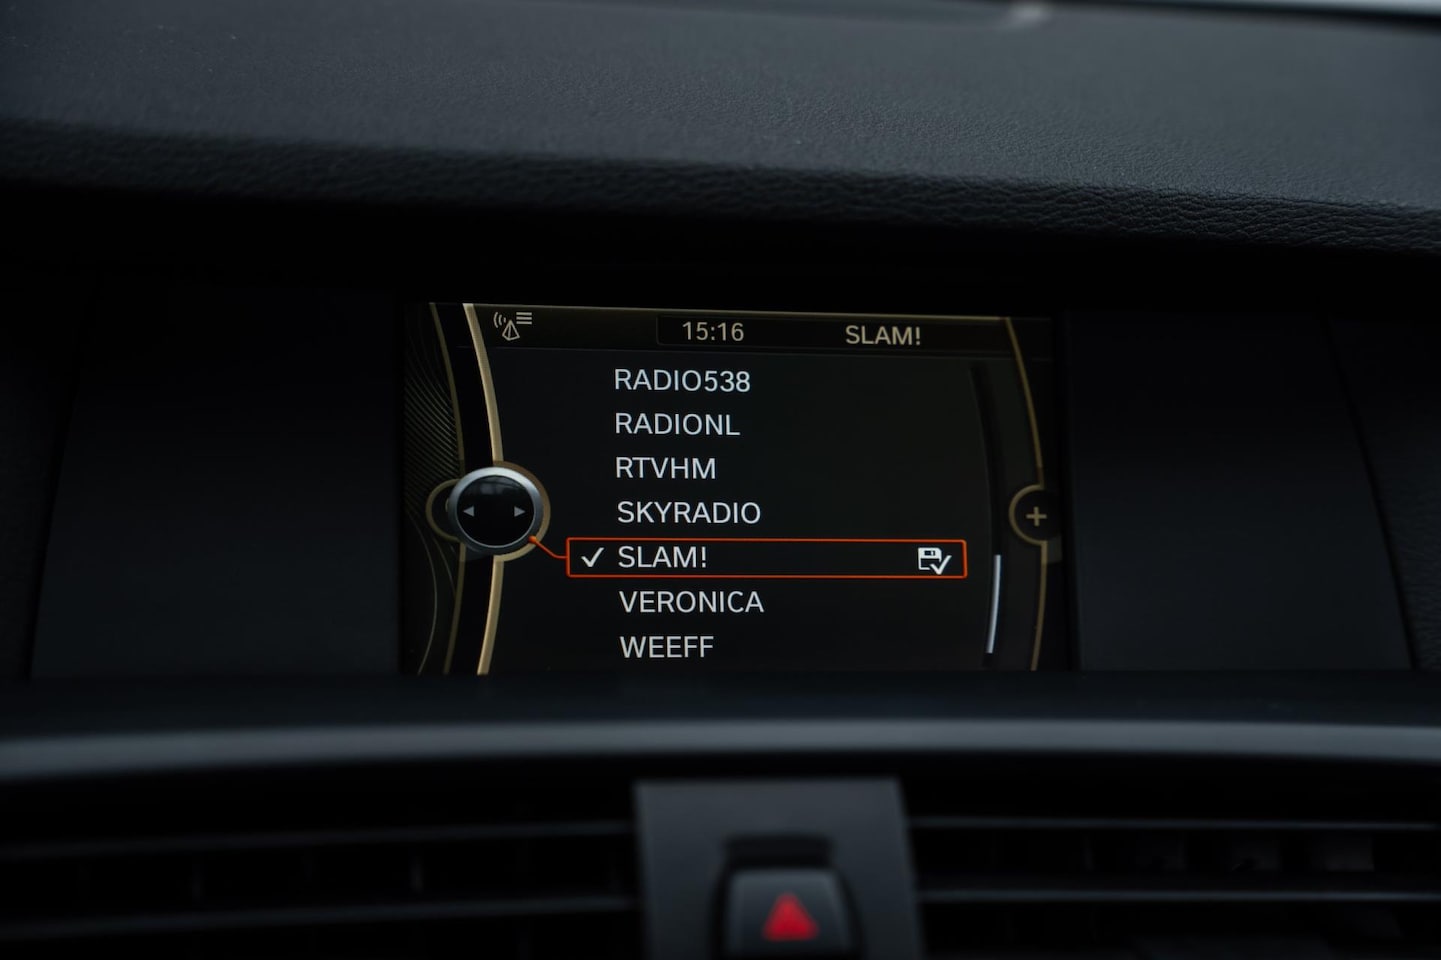 15:16 SLAM!
RADIO538
RADIONL
RTVHM
SKYRADIO
SLAM!
VERONICA
WEEFF